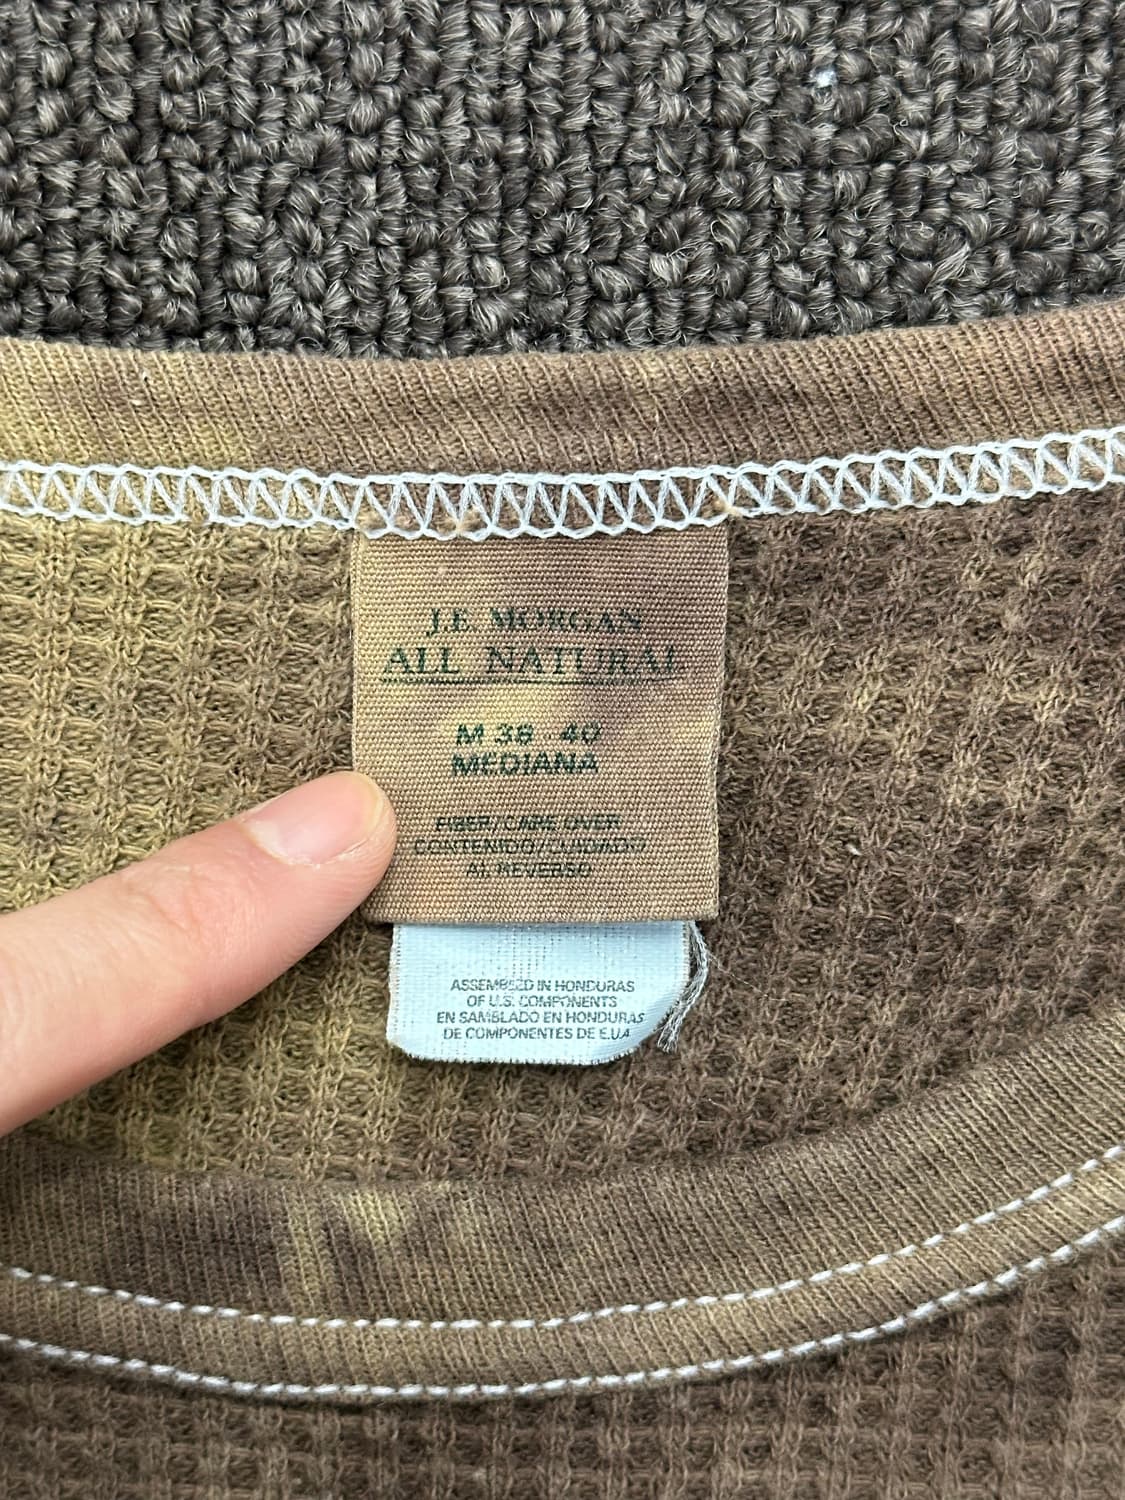 J.E. MORGAN
ALL NATURAL
M 38 40
MEDIANA
FIBER/CARE OVER
CONTENIDO/CUIDADO
AL REVERSO
ASSEMBLED IN HONDURAS
OF U.S. COMPONENTS
EN SAMBLADO EN HONDURAS
DE COMPONENTES DE E.U.A